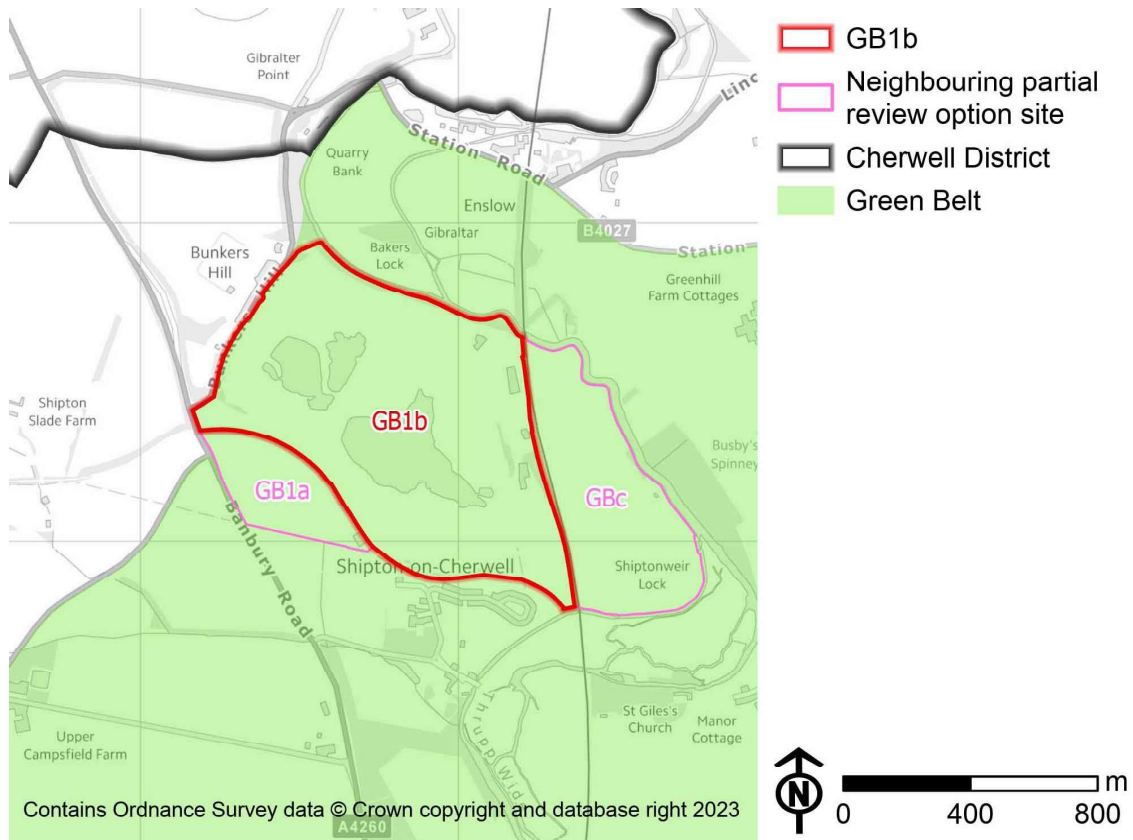 Gibralter
Point
Linc
Station Road
Quarry
Bank
Enslow
Gibraltar
B4027
Station
Bunkers
Hill
Bakers
Lock
Greenhill
Farm Cottages
Bunkers Hill
Shipton
Slade Farm
GB1b
Busby's
Spinney
GB1a
GBc
Banbury Road
Shipton-on-Cherwell
Shiptonweir
Lock
St Giles's
Church
Manor
Cottage
Upper
Campsfield Farm
Thrupp Wide
Contains Ordnance Survey data © Crown copyright and database right 2023
A4260
GB1b
Neighbouring partial
review option site
Cherwell District
Green Belt
N
m
0 400 800